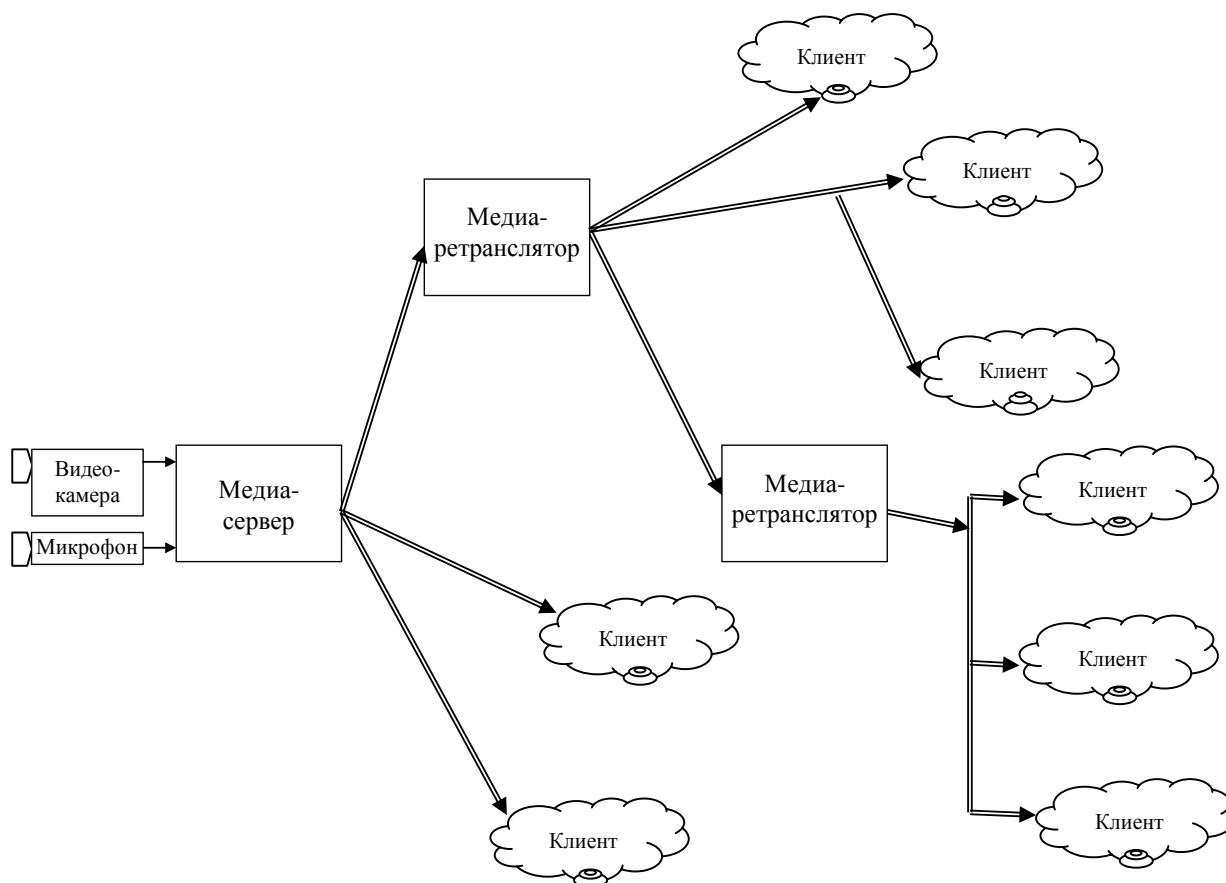 Клиент
Клиент
Медиа-
ретранслятор
Клиент
Видео-
камера
Микрофон
Медиа-
сервер
Медиа-
ретранслятор
Клиент
Клиент
Клиент
Клиент
Клиент